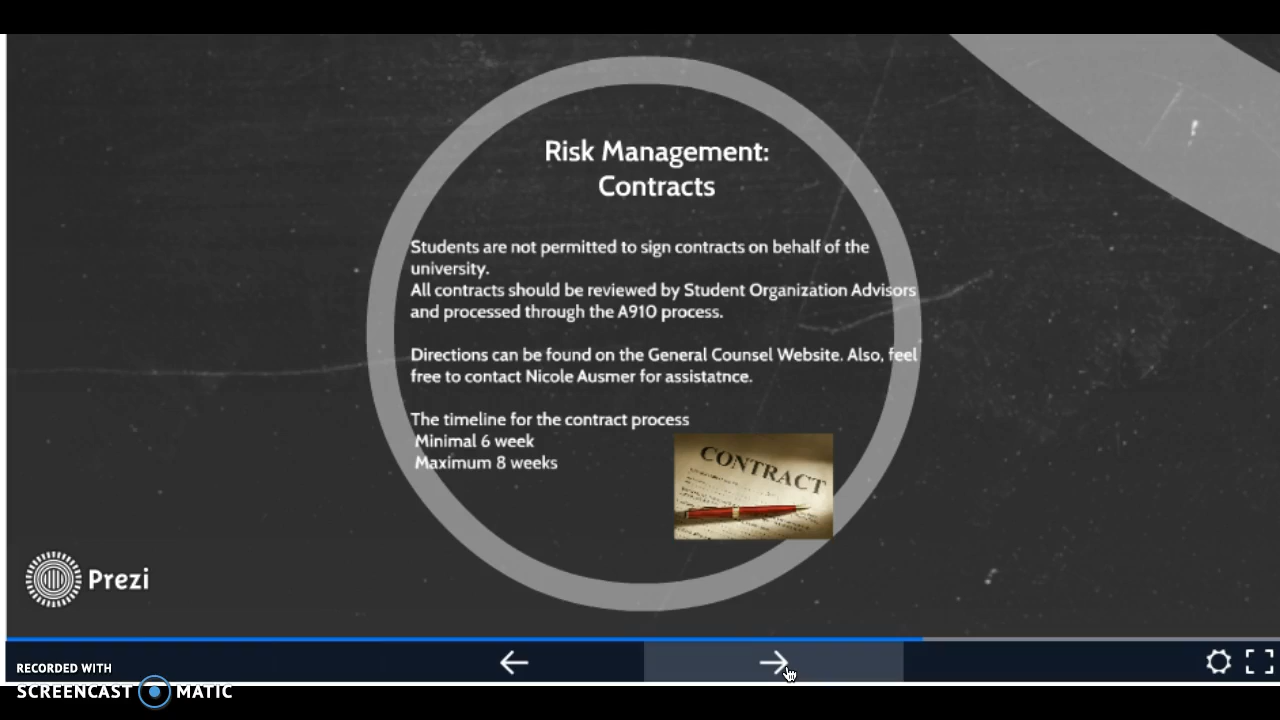 Risk Management:
Contracts
Students are not permitted to sign contracts on behalf of the
university.
All contracts should be reviewed by Student Organization Advisors
and processed through the A910 process.
Directions can be found on the General Counsel Website. Also, feel
free to contact Nicole Ausmer for assistatnce.
The timeline for the contract process
Minimal 6 week
Maximum 8 weeks
CONTRACT
Prezi
RECORDED WITH
SCREENCAST MATIC